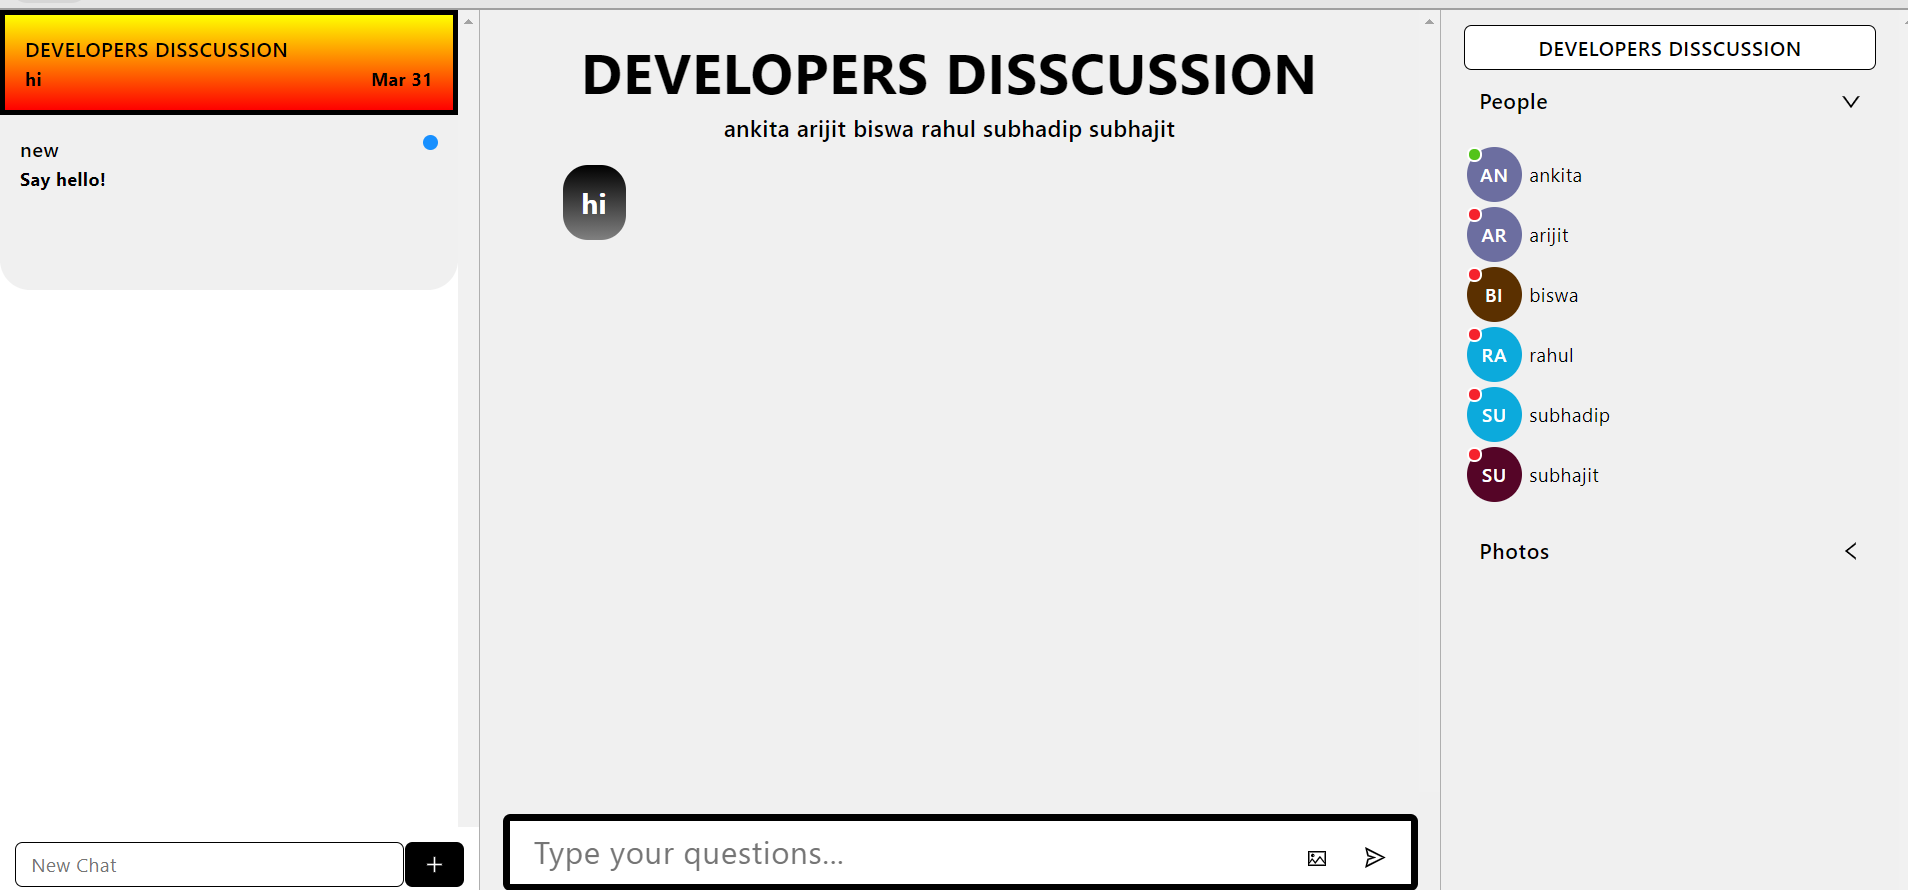 DEVELOPERS DISSCUSSION
hi Mar 31
new
Say hello!
New Chat
DEVELOPERS DISSCUSSION
ankita arijit biswa rahul subhadip subhajit
hi
Type your questions...
DEVELOPERS DISSCUSSION
People
AN ankita
AR arijit
BI biswa
RA rahul
SU subhadip
SU subhajit
Photos